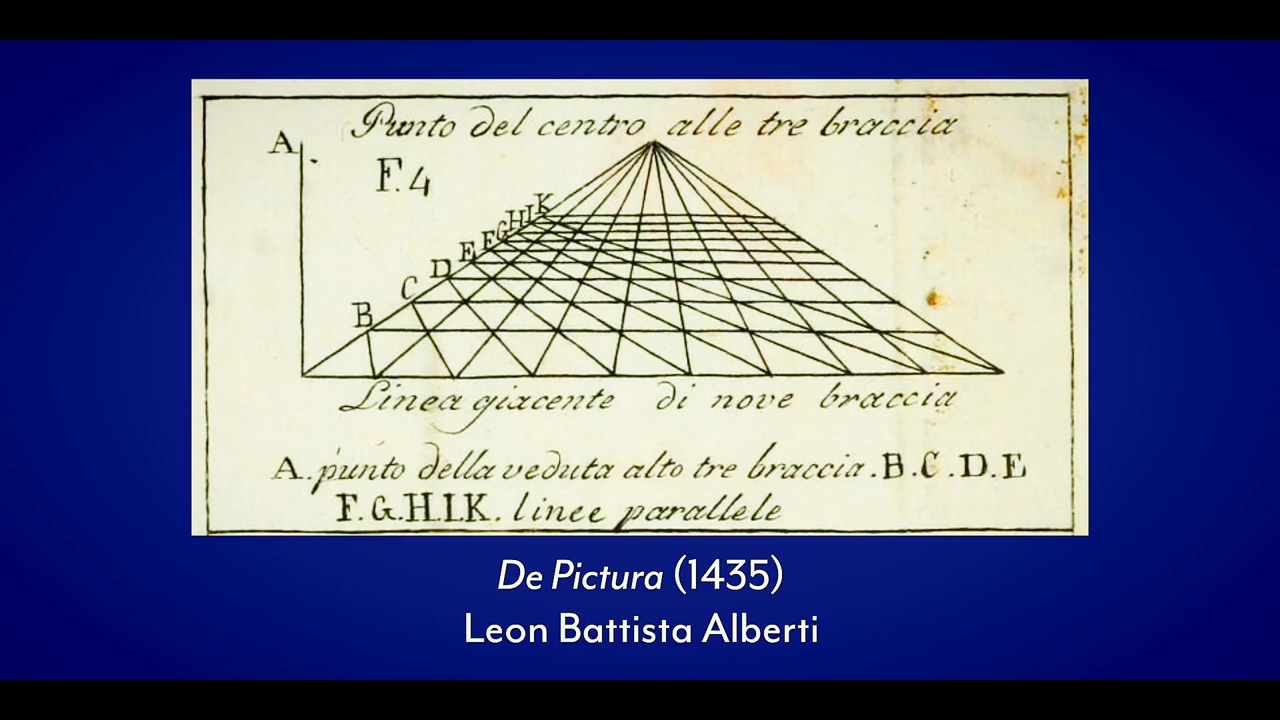 Punto del centro alle tre braccia
A
F.4
K
I
H
G
F
E
D
C
B
Linea giacente di nove braccia
A. punto della veduta alto tre braccia. B. C. D. E
F. G. H. I. K. linee parallele
De Pictura (1435)
Leon Battista Alberti